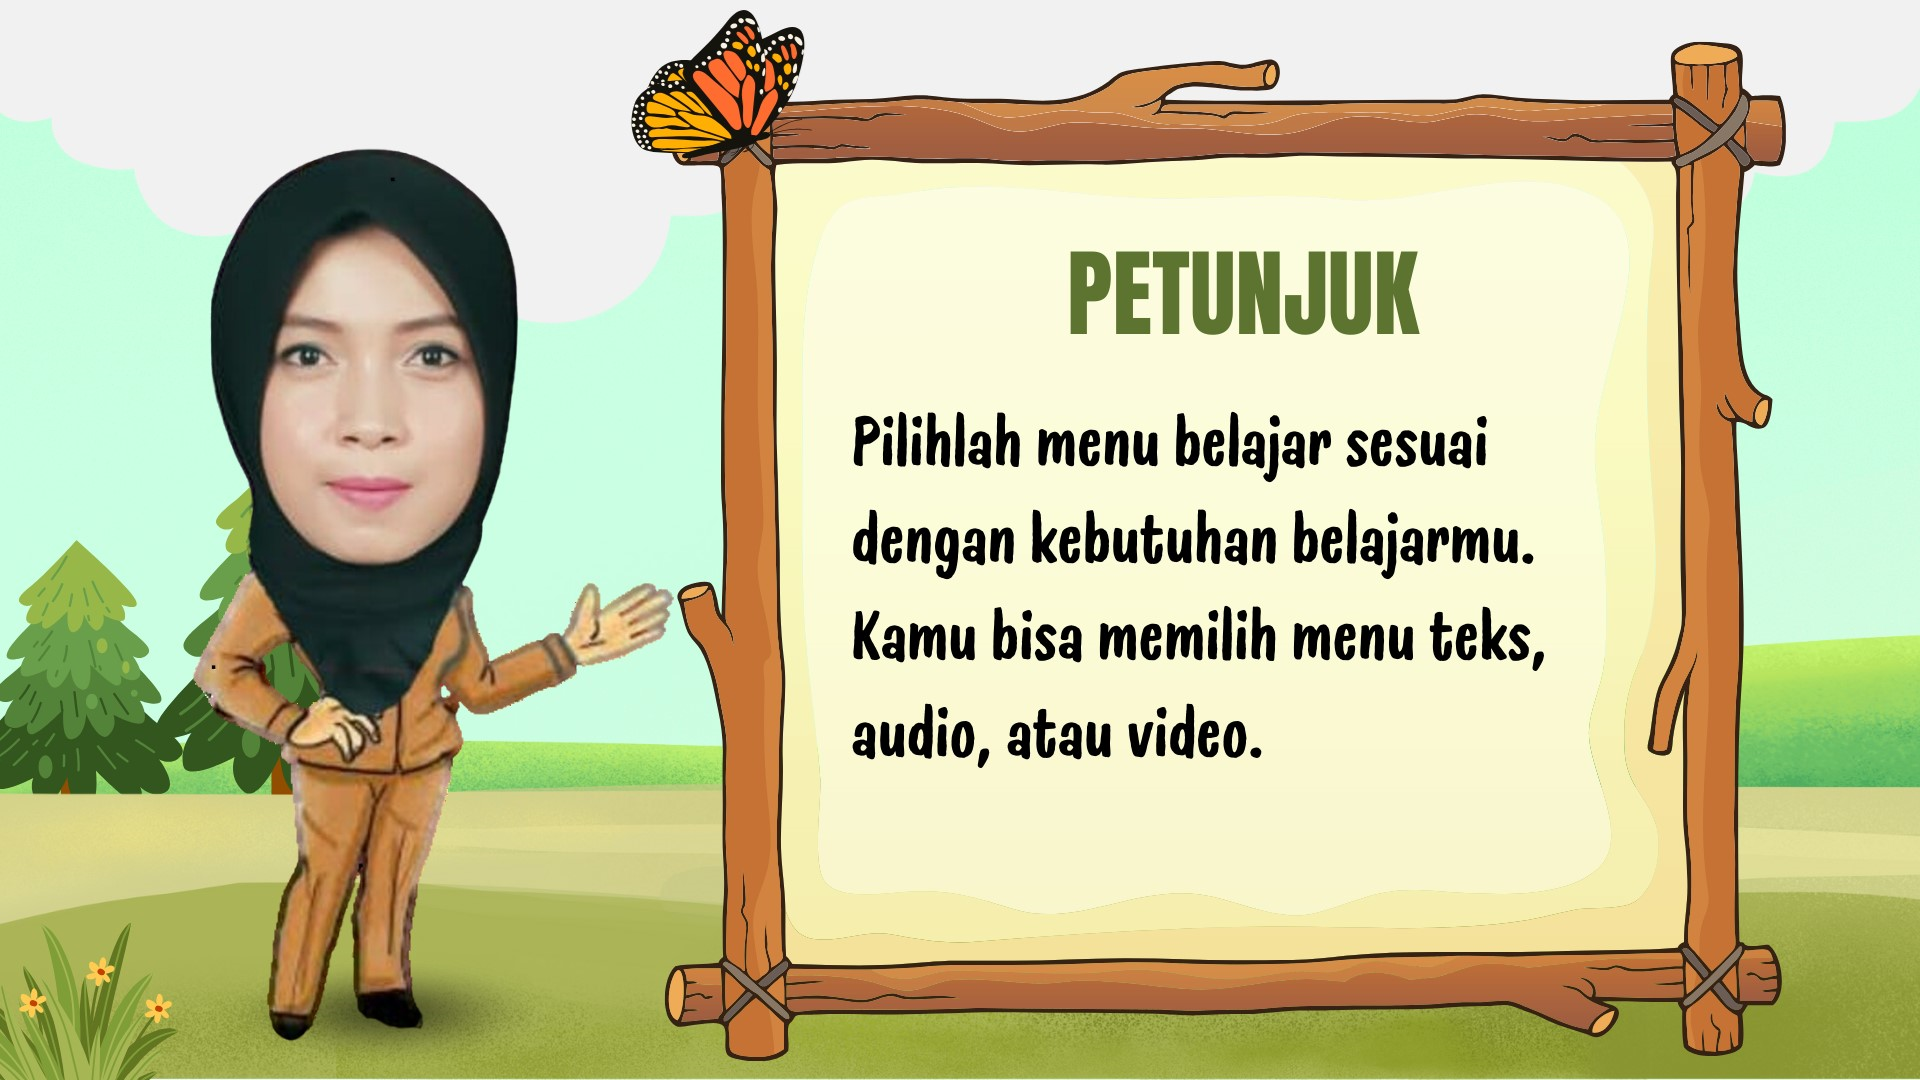 PETUNJUK
Pilihlah menu belajar sesuai
dengan kebutuhan belajarmu.
Kamu bisa memilih menu teks,
audio, atau video.